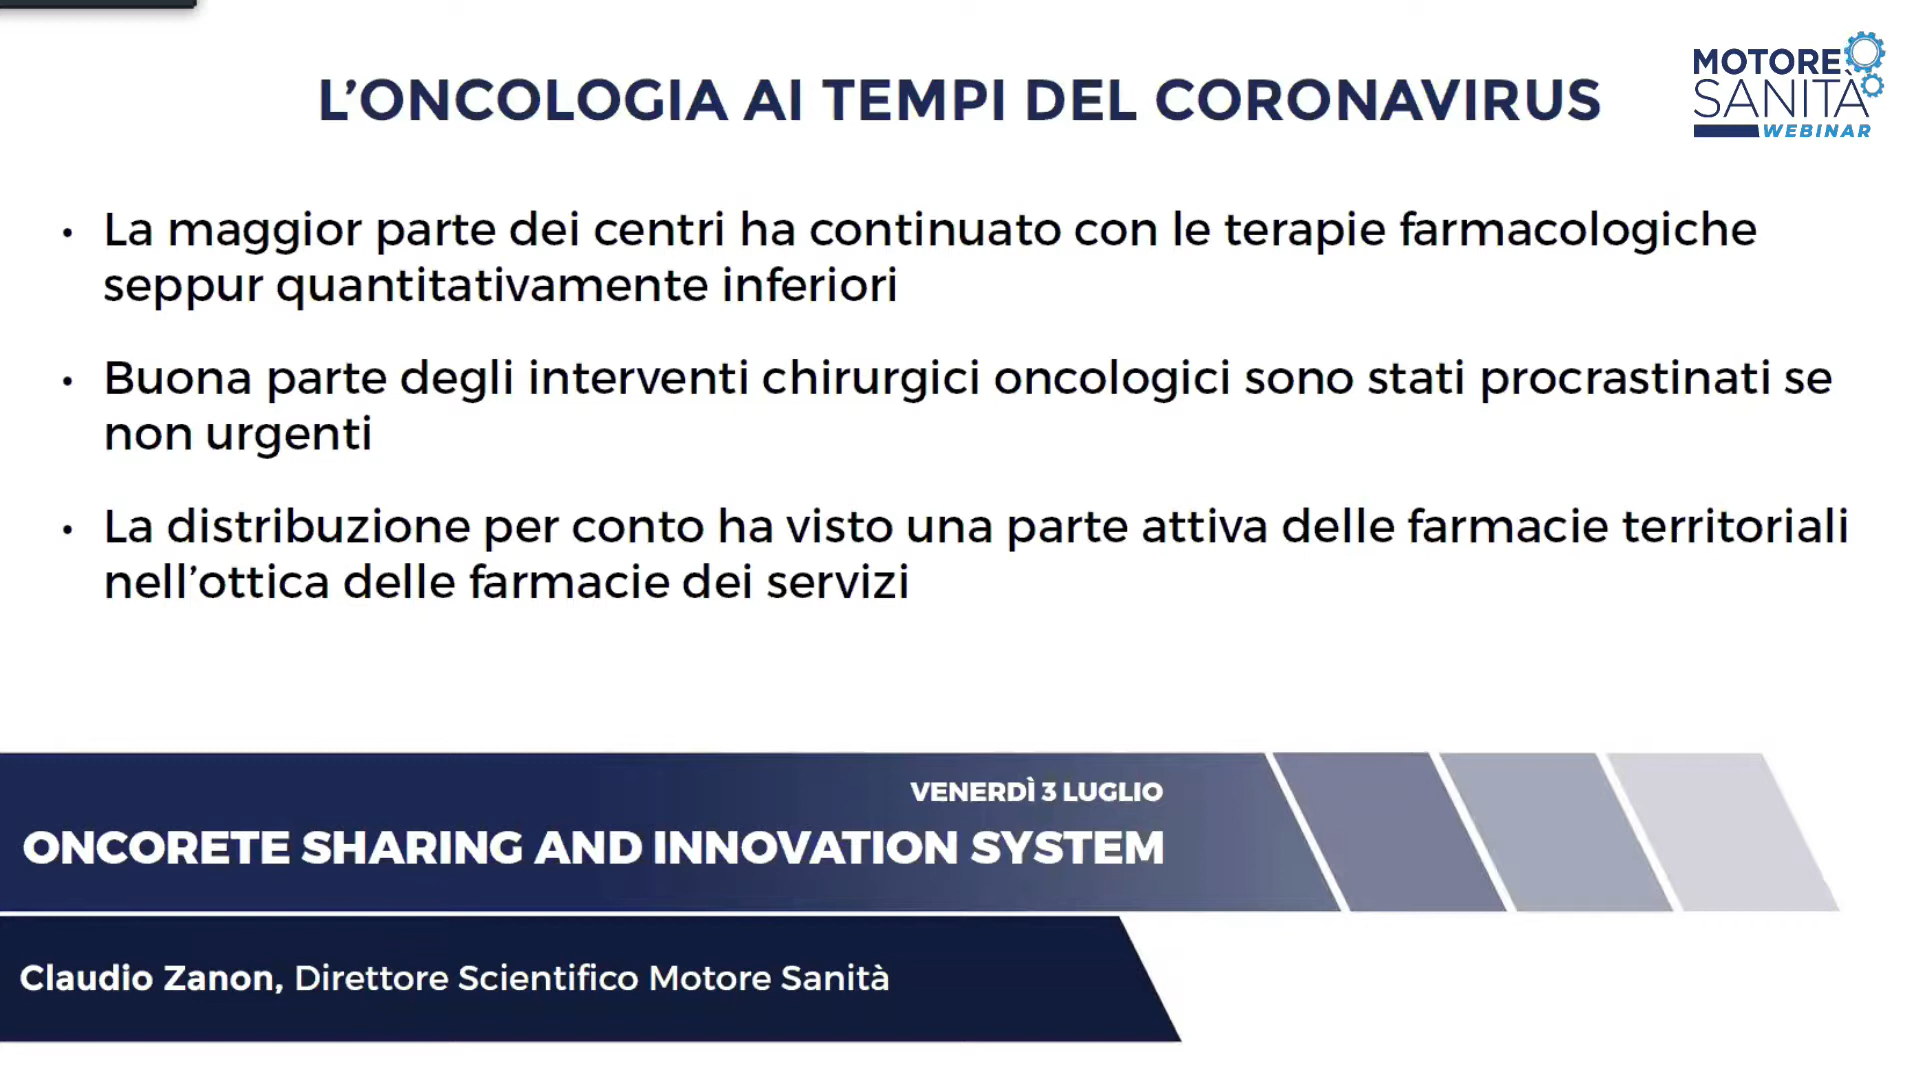 L’ONCOLOGIA AI TEMPI DEL CORONAVIRUS
MOTORE
SANITÀ
WEBINAR
• La maggior parte dei centri ha continuato con le terapie farmacologiche
seppur quantitativamente inferiori
• Buona parte degli interventi chirurgici oncologici sono stati procrastinati se
non urgenti
• La distribuzione per conto ha visto una parte attiva delle farmacie territoriali
nell’ottica delle farmacie dei servizi
VENERDÌ 3 LUGLIO
ONCORETE SHARING AND INNOVATION SYSTEM
Claudio Zanon, Direttore Scientifico Motore Sanità